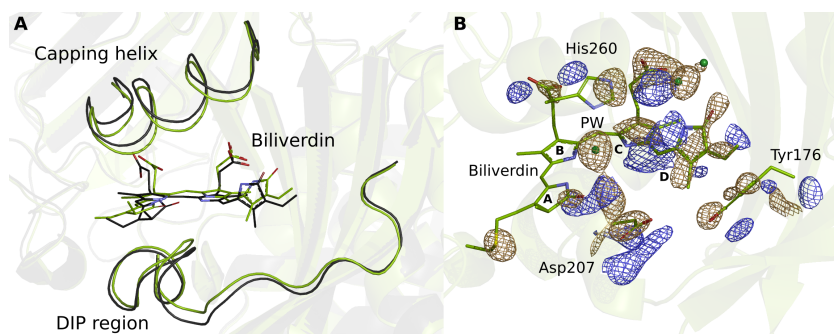 A
Capping helix
Biliverdin
DIP region
B
His260
PW
B
C
Biliverdin
Tyr176
D
A
Asp207